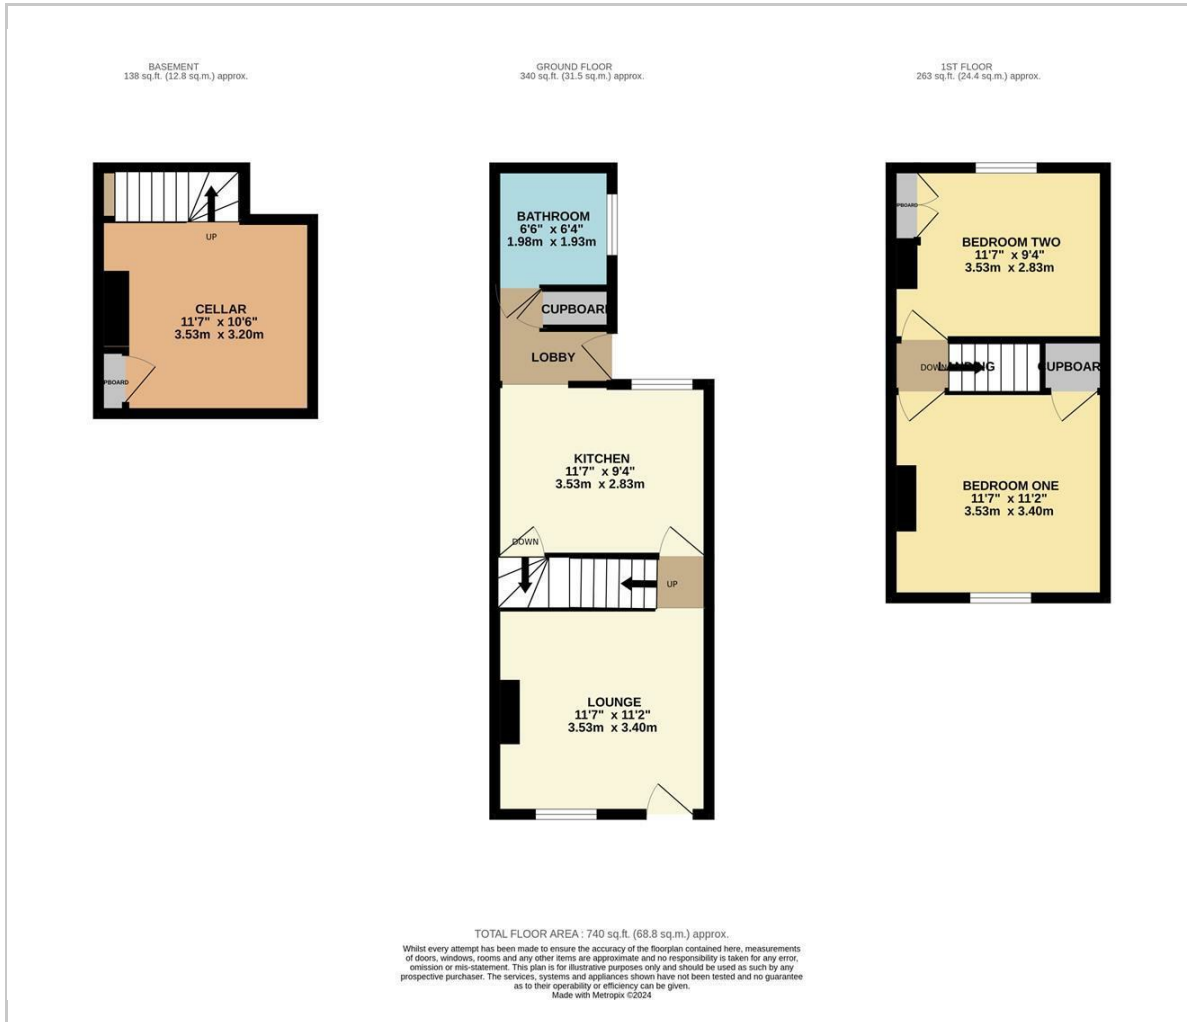 BASEMENT
138 sq.ft. (12.8 sq.m.) approx.
UP
CELLAR
11'7" x 10'6"
3.53m x 3.20m
PBOARD
GROUND FLOOR
340 sq.ft. (31.5 sq.m.) approx.
BATHROOM
6'6" x 6'4"
1.98m x 1.93m
CUPBOARD
LOBBY
KITCHEN
11'7" x 9'4"
3.53m x 2.83m
DOWN
UP
LOUNGE
11'7" x 11'2"
3.53m x 3.40m
1ST FLOOR
263 sq.ft. (24.4 sq.m.) approx.
PBOARD
BEDROOM TWO
11'7" x 9'4"
3.53m x 2.83m
DOWN
LANDING
CUPBOARD
BEDROOM ONE
11'7" x 11'2"
3.53m x 3.40m
TOTAL FLOOR AREA : 740 sq.ft. (68.8 sq.m.) approx.
Whilst every attempt has been made to ensure the accuracy of the floorplan contained here, measurements
of doors, windows, rooms and any other items are approximate and no responsibility is taken for any error,
omission or mis-statement. This plan is for illustrative purposes only and should be used as such by any
prospective purchaser. The services, systems and appliances shown have not been tested and no guarantee
as to their operability or efficiency can be given.
Made with Metropix ©2024